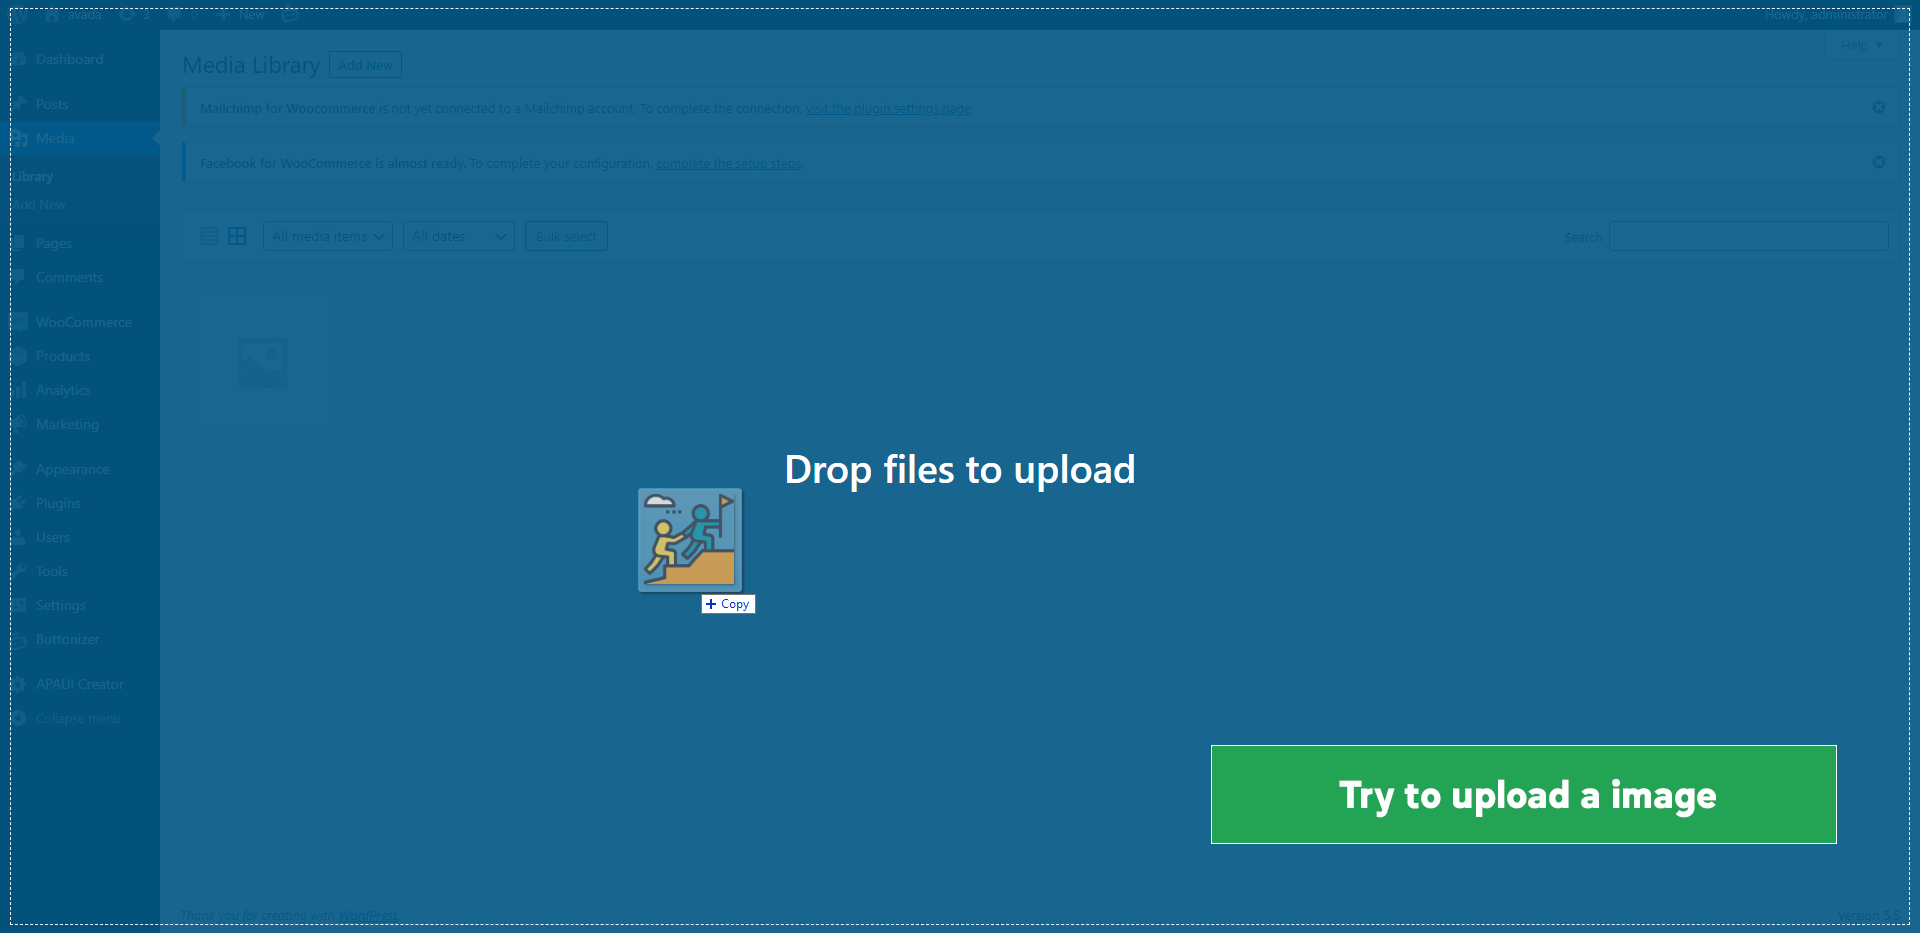 avada 3 0 New
Howdy, administrator
Dashboard
Posts
Media
Library
Add New
Pages
Comments
WooCommerce
Products
Analytics
Marketing
Appearance
Plugins
Users
Tools
Settings
Buttonizer
APAUI Creator
Collapse menu
Help
Media Library Add New
Mailchimp for Woocommerce is not yet connected to a Mailchimp account. To complete the connection, visit the plugin settings page.
Facebook for WooCommerce is almost ready. To complete your configuration, complete the setup steps.
All media items All dates Bulk select Search
Drop files to upload
Copy
Try to upload a image
Thank you for creating with WordPress.
Version 5.5